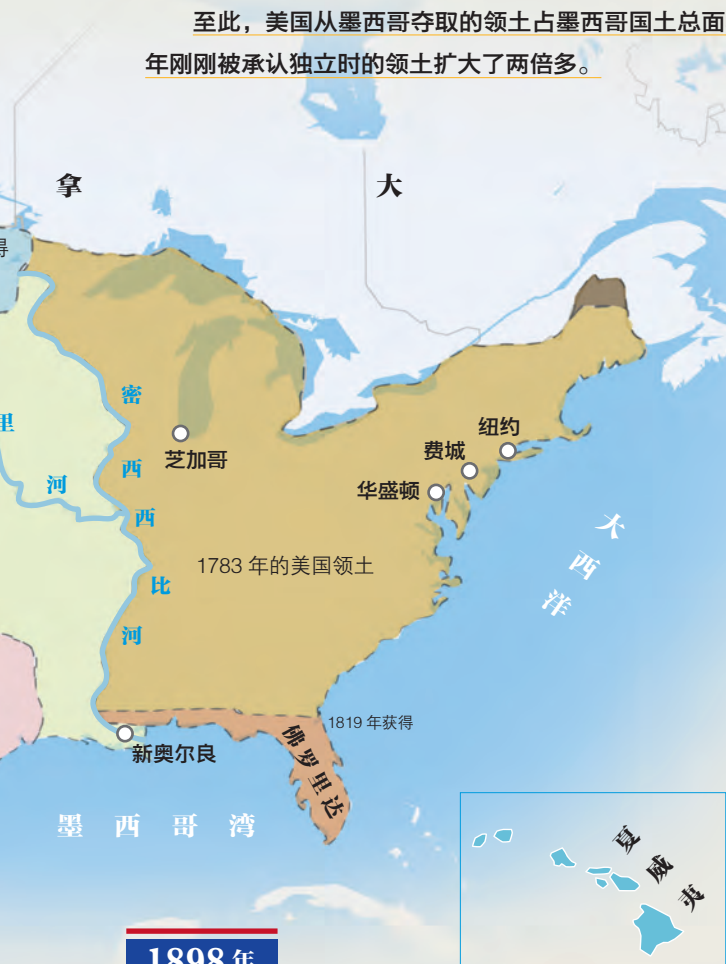 至此，美国从墨西哥夺取的领土占墨西哥国土总面
年刚刚被承认独立时的领土扩大了两倍多。
拿 大
得
密西西比河
里
河
芝加哥
纽约
费城
华盛顿
1783 年的美国领土
大西洋
1819 年获得
佛罗里达
新奥尔良
墨西哥湾
夏威夷
1898 年